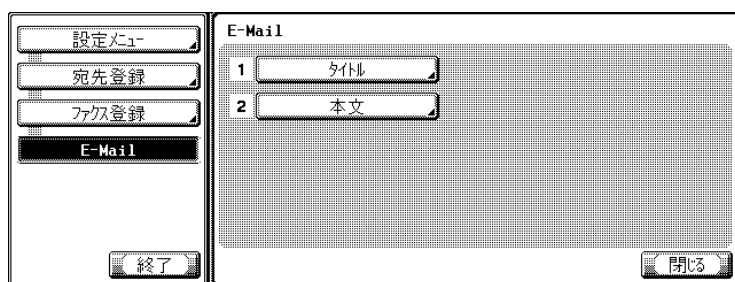 設定ﾒﾆｭｰ
宛先登録
ﾌｧｸｽ登録
E-Mail
終了
E-Mail
1 ﾀｲﾄﾙ
2 本文
閉じる